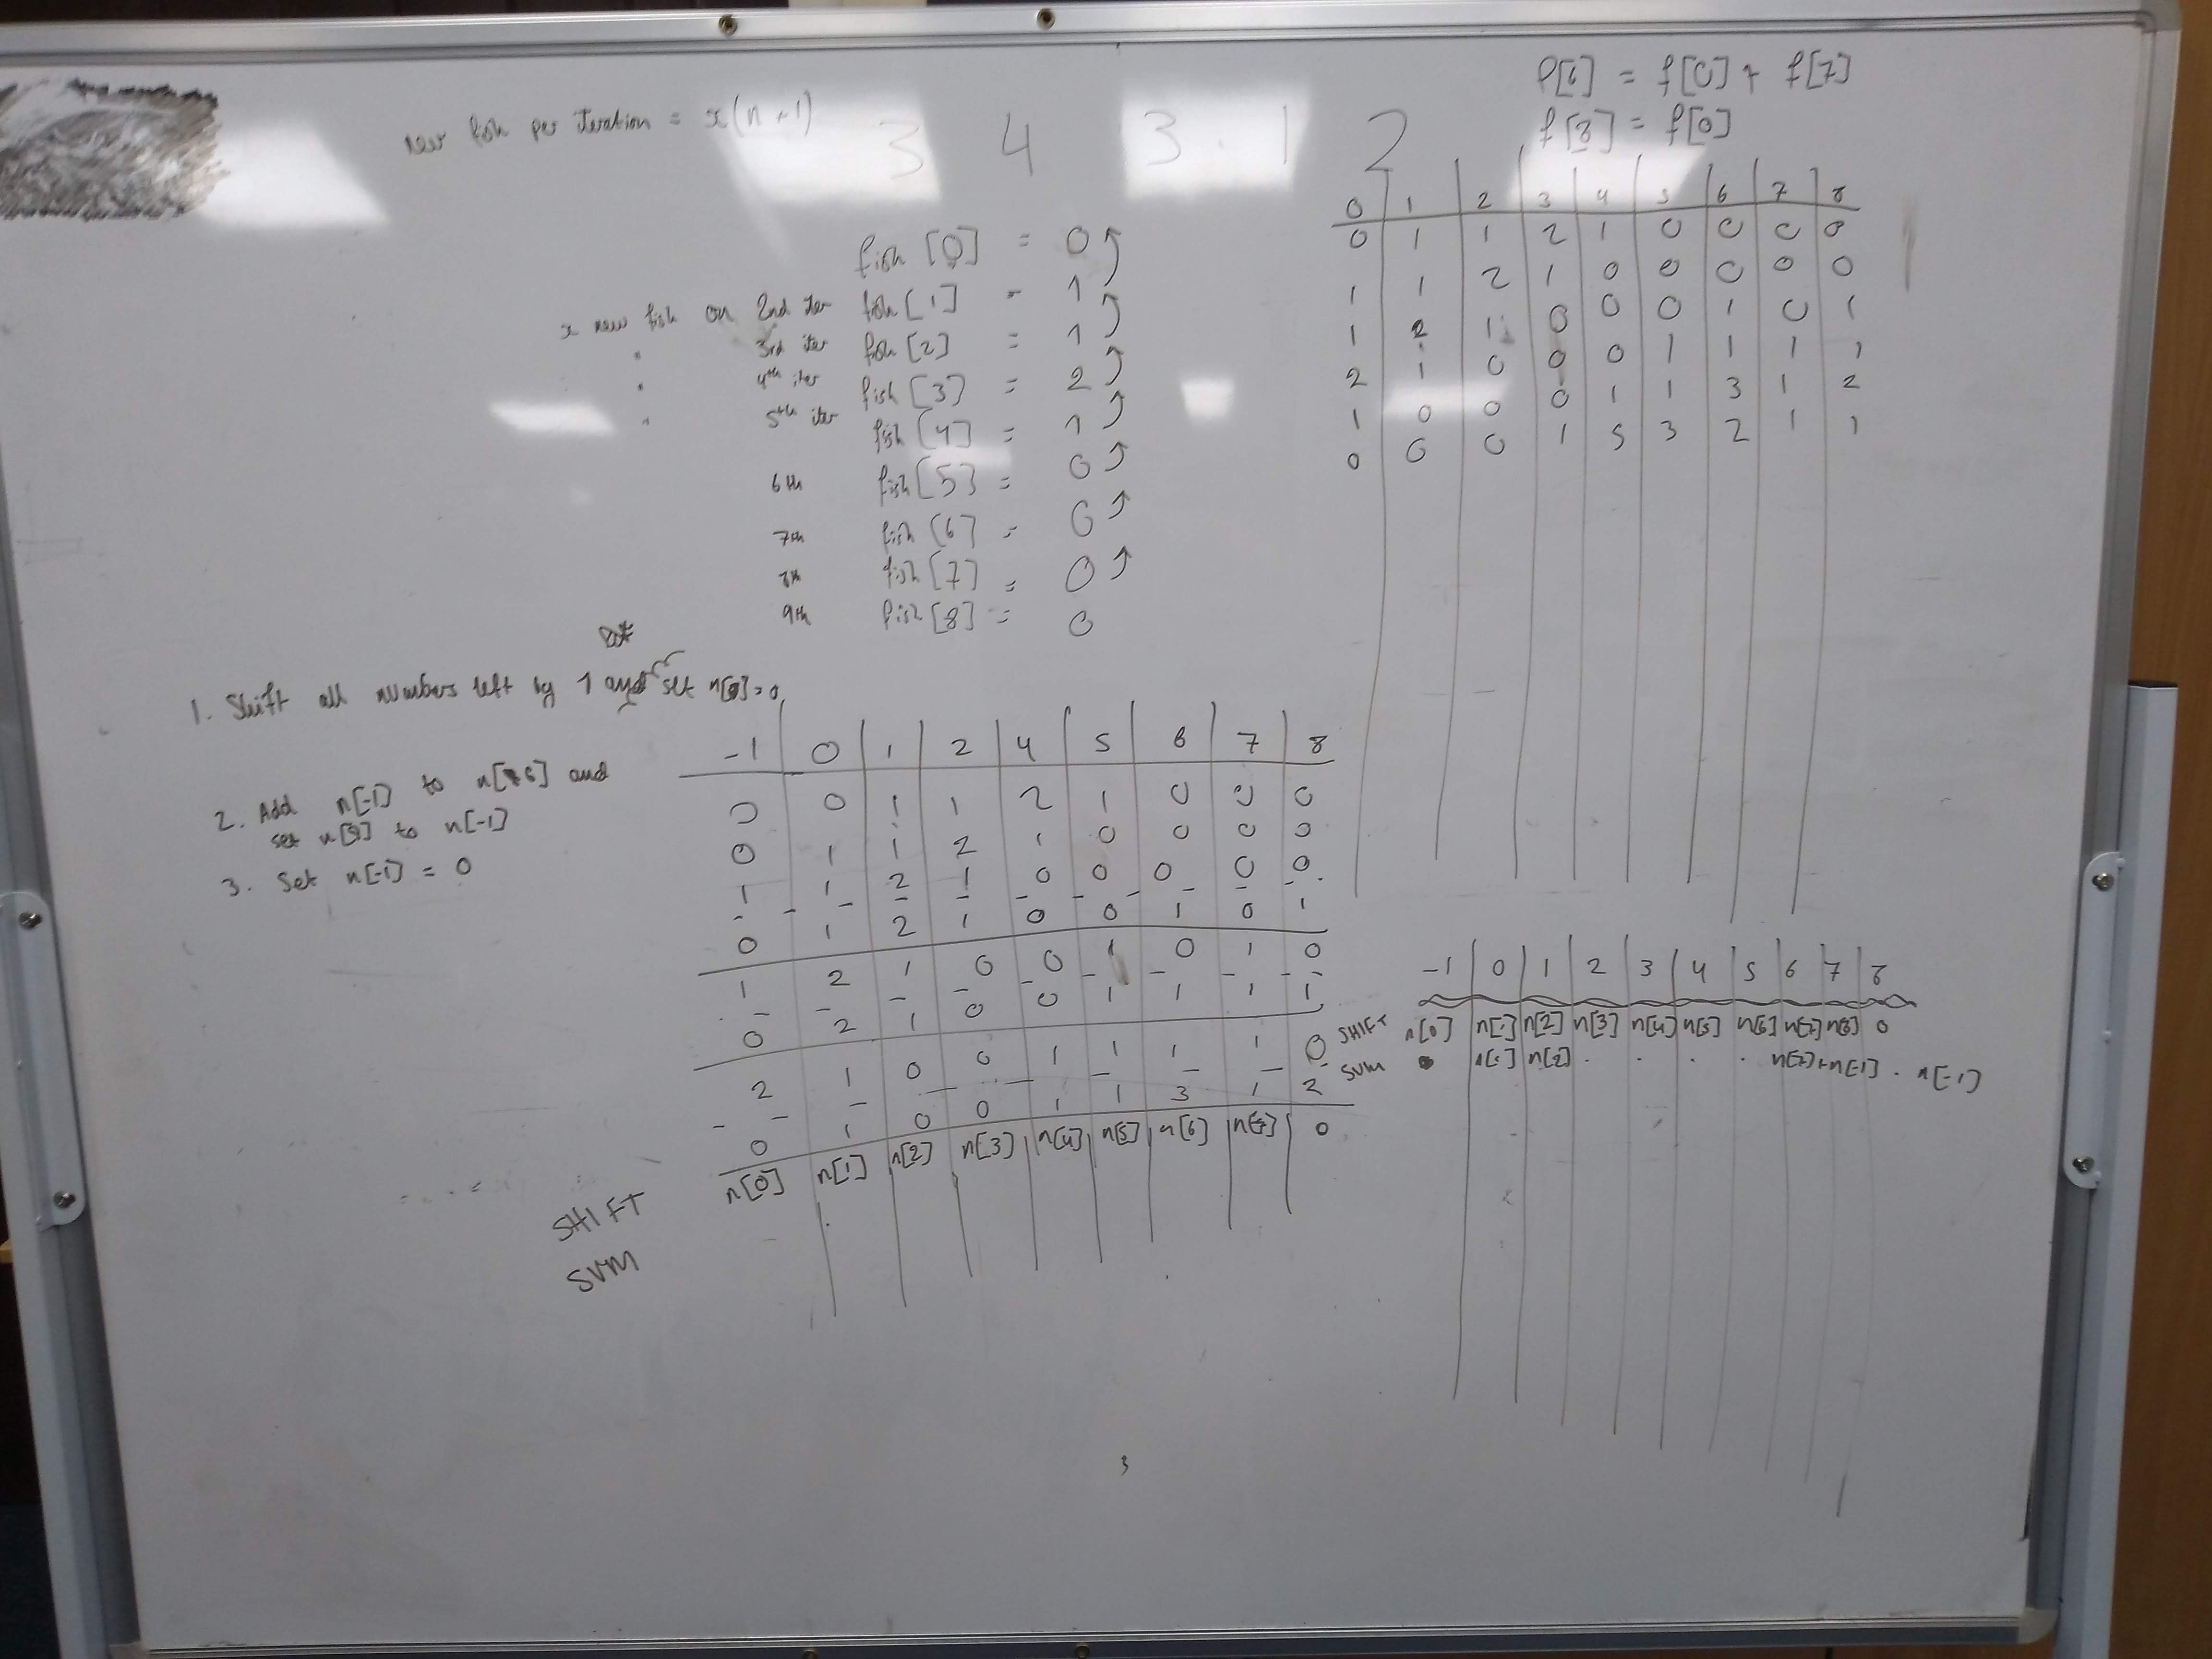 new fish per iteration = x(n+1)
3 4 3 . 1 2
f[6] = f[0] + f[7]
f[8] = f[0]
0 1 2 3 4 5 6 7 8
0 1 1 2 1 0 0 0 0
1 1 2 1 0 0 0 0 0
1 2 1 0 0 0 1 0 1
2 1 0 0 0 1 1 1 1
1 0 0 0 1 1 3 1 2
0 0 0 1 5 3 2 1 1
fish [0] = 0
x new fish on 2nd iter fish [1] = 1
" 3rd iter fish [2] = 1
" 4th iter fish [3] = 2
" 5th iter fish [4] = 1
6th fish [5] = 0
7th fish [6] = 0
8th fish [7] = 0
9th fish [8] = 0
1. Shift all numbers left by 1 and set n[8] = 0
2. Add n[-1] to n[6] and
set n[8] to n[-1]
3. Set n[-1] = 0
-1 0 1 2 4 5 6 7 8
0 0 1 1 2 1 0 0 0
0 1 1 2 1 0 0 0 0
1 1 2 1 0 0 0 0 0
0 1 2 1 0 0 1 0 1
1 2 1 0 0 1 0 1 0
0 2 1 0 0 1 1 1 1
2 1 0 0 1 1 1 1 0
0 1 0 0 1 1 3 1 2
SHIFT n[0] n[1] n[2] n[3] n[4] n[5] n[6] n[7] 0
SUM
-1 0 1 2 3 4 5 6 7 8
SHIFT n[0] n[1] n[2] n[3] n[4] n[5] n[6] n[7] n[8] 0
SUM n[1] n[2] . . . . n[7]+n[-1] . n[-1]
3